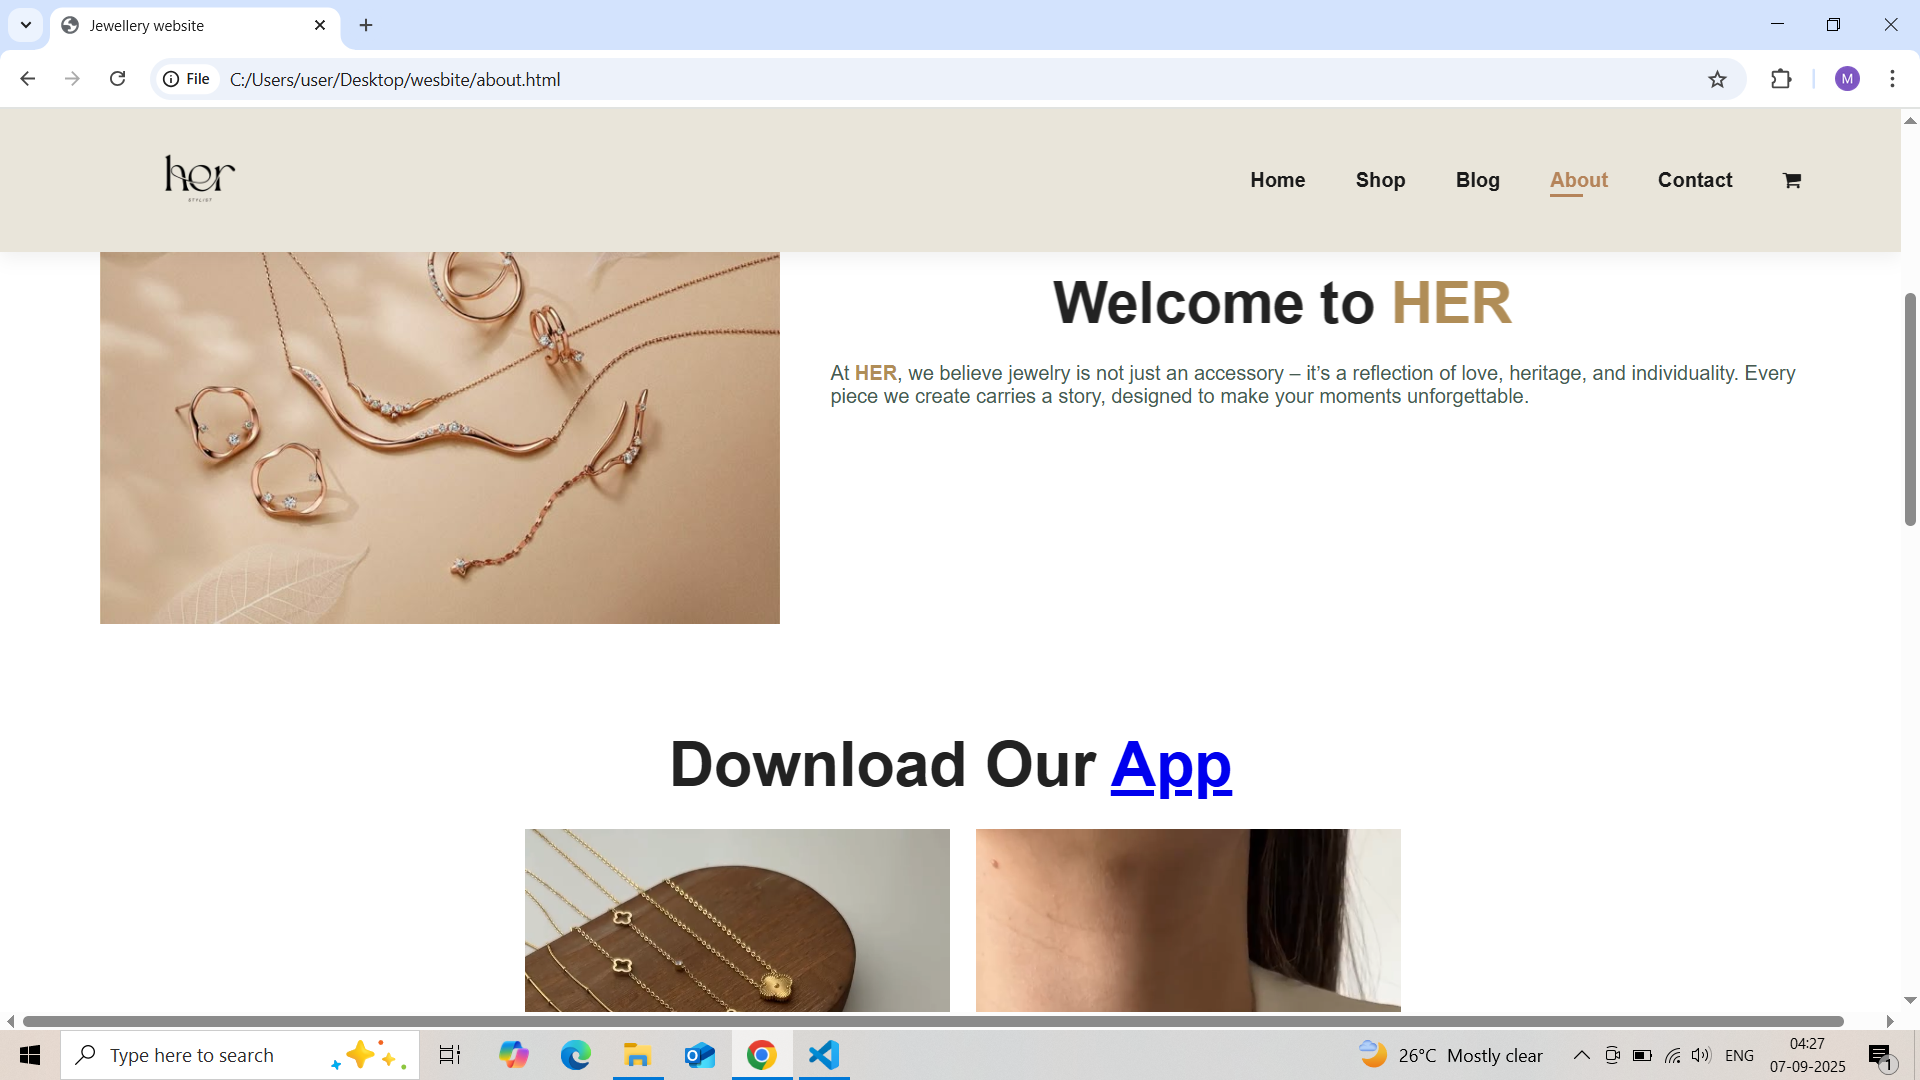 Jewellery website
File
C:/Users/user/Desktop/wesbite/about.html
M
her
STYLIST
Home Shop Blog About Contact
Welcome to HER
At HER, we believe jewelry is not just an accessory – it’s a reflection of love, heritage, and individuality. Every
piece we create carries a story, designed to make your moments unforgettable.
Download Our App
Type here to search
26°C Mostly clear
ENG
04:27
07-09-2025
1